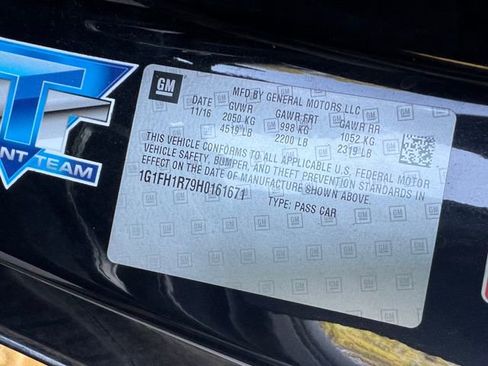 T
NT TEAM
GM
MFD BY GENERAL MOTORS LLC
DATE GVWR GAWR FRT GAWR RR
11/16 2050 KG 998 KG 1052 KG
4519 LB 2200 LB 2319 LB
THIS VEHICLE CONFORMS TO ALL APPLICABLE U.S. FEDERAL MOTOR
VEHICLE SAFETY, BUMPER, AND THEFT PREVENTION STANDARDS IN
EFFECT ON THE DATE OF MANUFACTURE SHOWN ABOVE.
1G1FH1R79H0161671
TYPE: PASS CAR